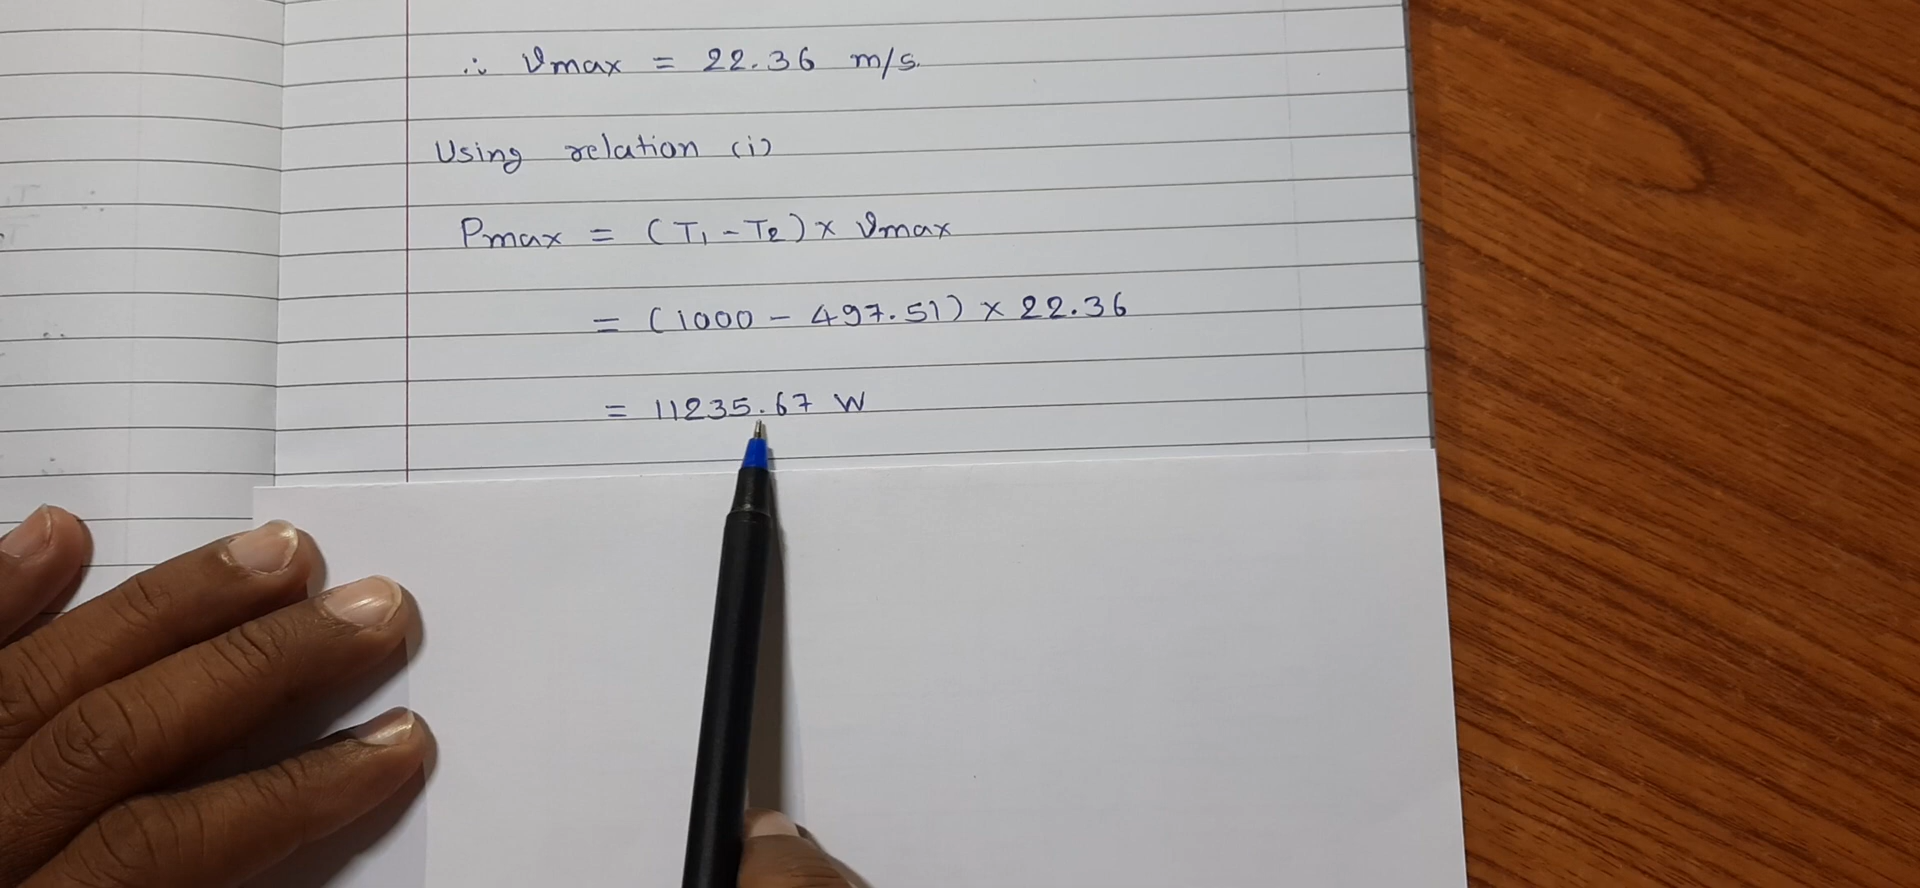 ∴ vmax = 22.36 m/s.
Using relation (i)
Pmax = (T1 - T2) x vmax
= (1000 - 497.51) x 22.36
= 11235.67 W